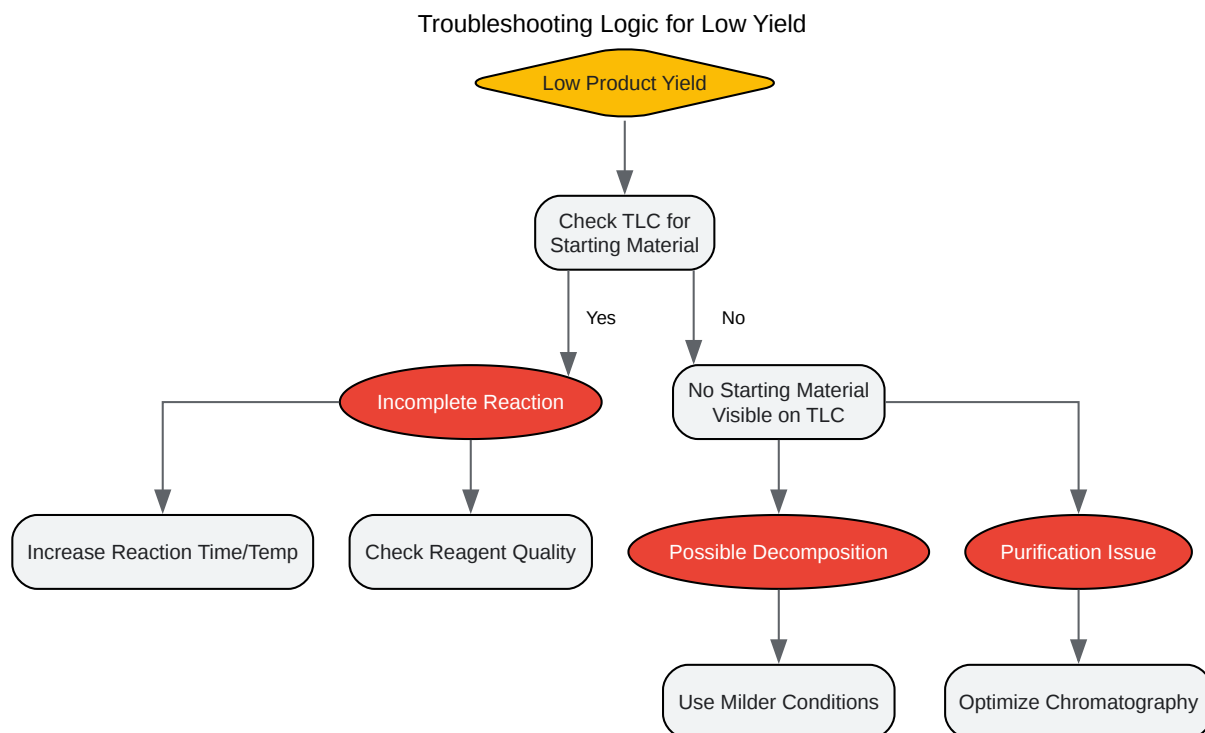 Troubleshooting Logic for Low Yield
Low Product Yield
Check TLC for
Starting Material
Yes
No
Incomplete Reaction
No Starting Material
Visible on TLC
Increase Reaction Time/Temp
Check Reagent Quality
Possible Decomposition
Purification Issue
Use Milder Conditions
Optimize Chromatography